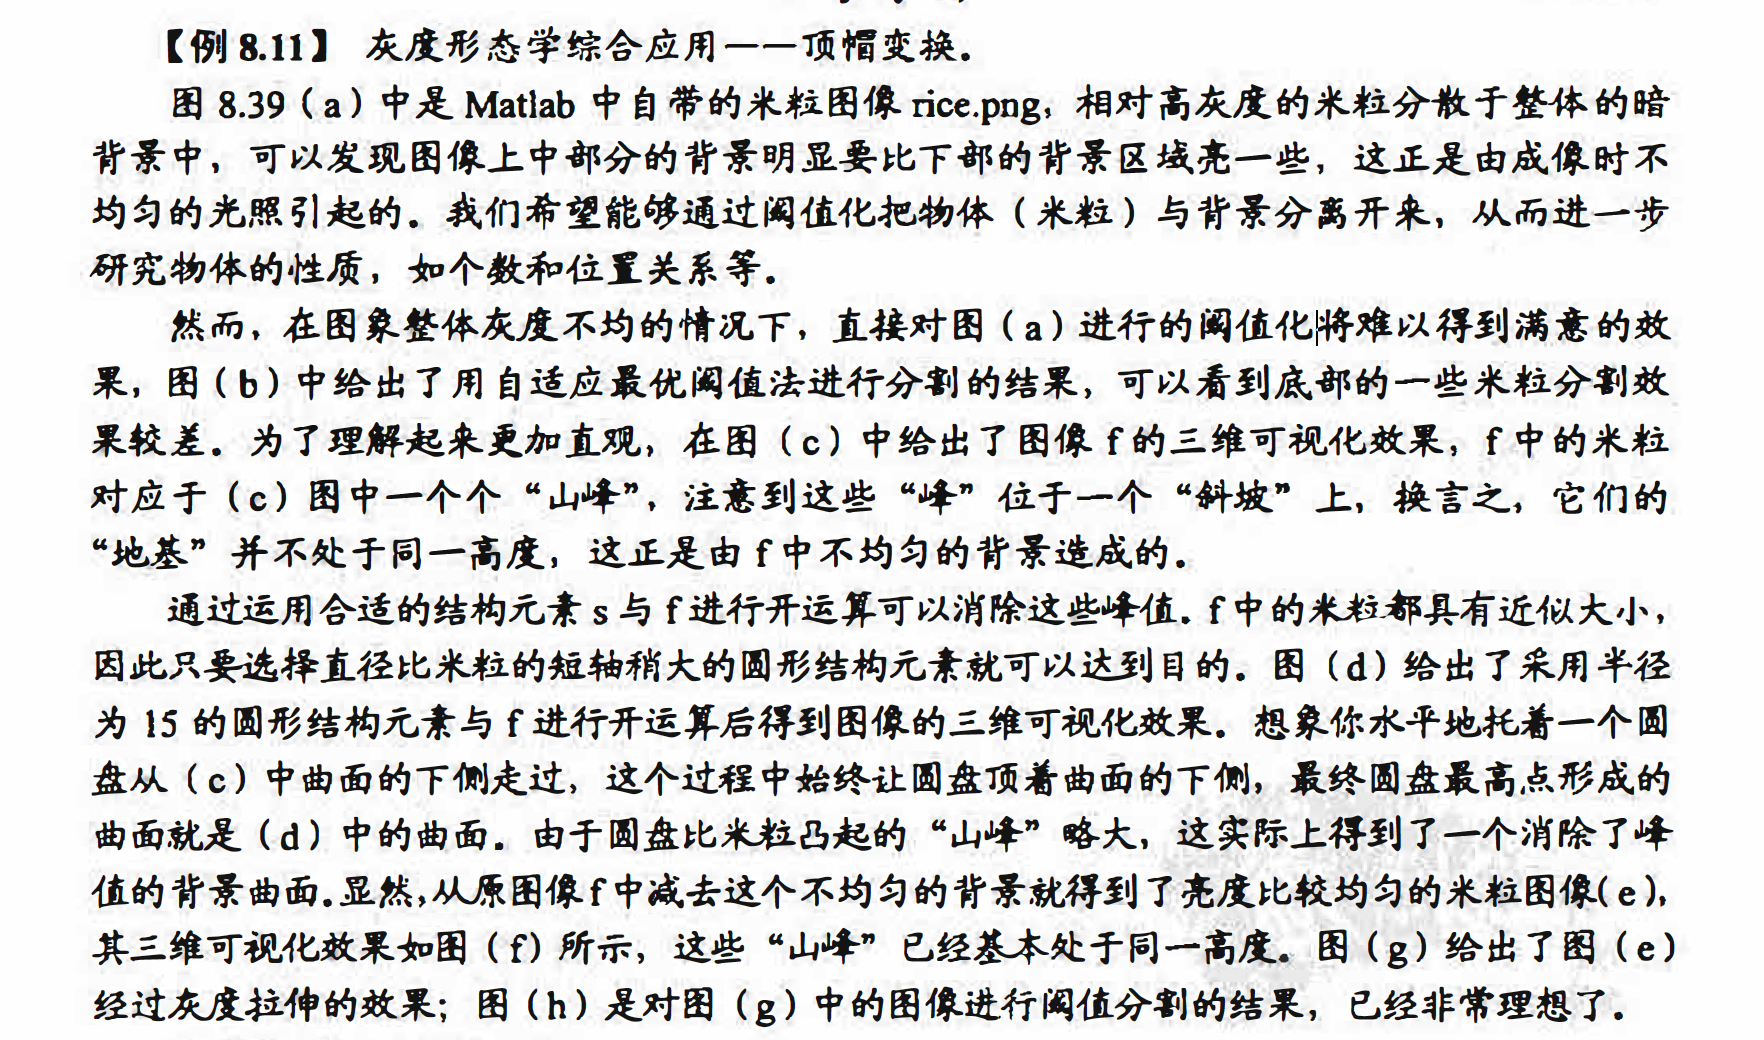 【例 8.11】 灰度形态学综合应用——顶帽变换。
图 8.39（a）中是 Matlab 中自带的米粒图像 rice.png，相对高灰度的米粒分散于整体的暗
背景中，可以发现图像上中部分的背景明显要比下部的背景区域亮一些，这正是由成像时不
均匀的光照引起的。我们希望能够通过阈值化把物体（米粒）与背景分离开来，从而进一步
研究物体的性质，如个数和位置关系等。
然而，在图象整体灰度不均的情况下，直接对图（a）进行的阈值化将难以得到满意的效
果，图（b）中给出了用自适应最优阈值法进行分割的结果，可以看到底部的一些米粒分割效
果较差。为了理解起来更加直观，在图（c）中给出了图像 f 的三维可视化效果，f 中的米粒
对应于（c）图中一个个“山峰”，注意到这些“峰”位于一个“斜坡”上，换言之，它们的
“地基”并不处于同一高度，这正是由 f 中不均匀的背景造成的。
通过运用合适的结构元素 s 与 f 进行开运算可以消除这些峰值。f 中的米粒都具有近似大小，
因此只要选择直径比米粒的短轴稍大的圆形结构元素就可以达到目的。图（d）给出了采用半径
为 15 的圆形结构元素与 f 进行开运算后得到图像的三维可视化效果。想象你水平地托着一个圆
盘从（c）中曲面的下侧走过，这个过程中始终让圆盘顶着曲面的下侧，最终圆盘最高点形成的
曲面就是（d）中的曲面。由于圆盘比米粒凸起的“山峰”略大，这实际上得到了一个消除了峰
值的背景曲面。显然，从原图像 f 中减去这个不均匀的背景就得到了亮度比较均匀的米粒图像（e），
其三维可视化效果如图（f）所示，这些“山峰”已经基本处于同一高度。图（g）给出了图（e）
经过灰度拉伸的效果；图（h）是对图（g）中的图像进行阈值分割的结果，已经非常理想了。